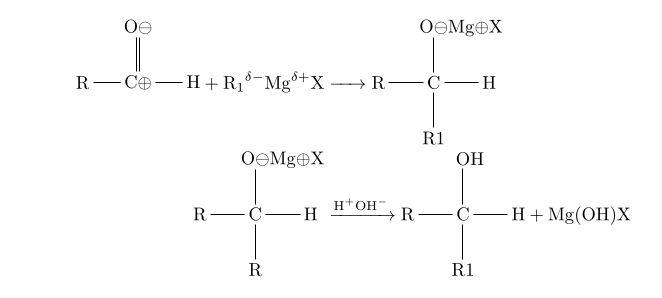 O⊖ O⊖Mg⊕X
R C⊕ H + R₁^δ−Mg^δ+X ⟶ R C H
R1
O⊖Mg⊕X OH
R C H H⁺OH⁻ ⟶ R C H + Mg(OH)X
R R1